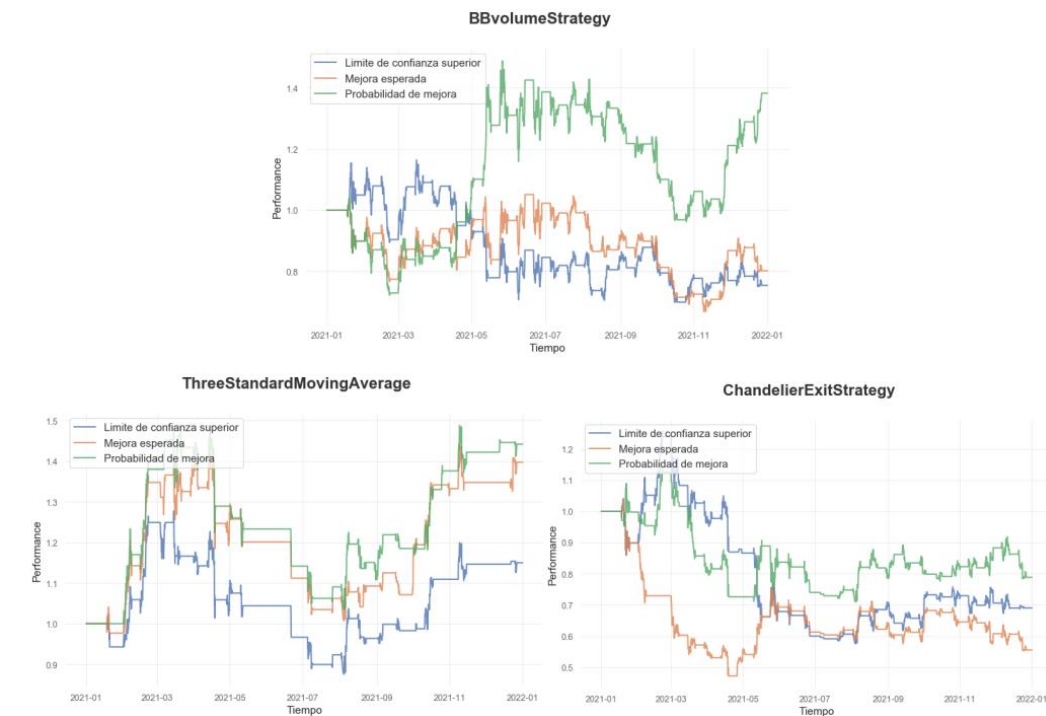 BBvolumeStrategy
Limite de confianza superior
Mejora esperada
Probabilidad de mejora
1.4
1.2
1.0
0.8
Performance
2021-01 2021-03 2021-05 2021-07 2021-09 2021-11 2022-01
Tiempo
ThreeStandardMovingAverage
Limite de confianza superior
Mejora esperada
Probabilidad de mejora
1.5
1.4
1.3
1.2
1.1
1.0
0.9
Performance
2021-01 2021-03 2021-05 2021-07 2021-09 2021-11 2022-01
Tiempo
ChandelierExitStrategy
Limite de confianza superior
Mejora esperada
Probabilidad de mejora
1.2
1.1
1.0
0.9
0.8
0.7
0.6
0.5
Performance
2021-01 2021-03 2021-05 2021-07 2021-09 2021-11 2022-01
Tiempo